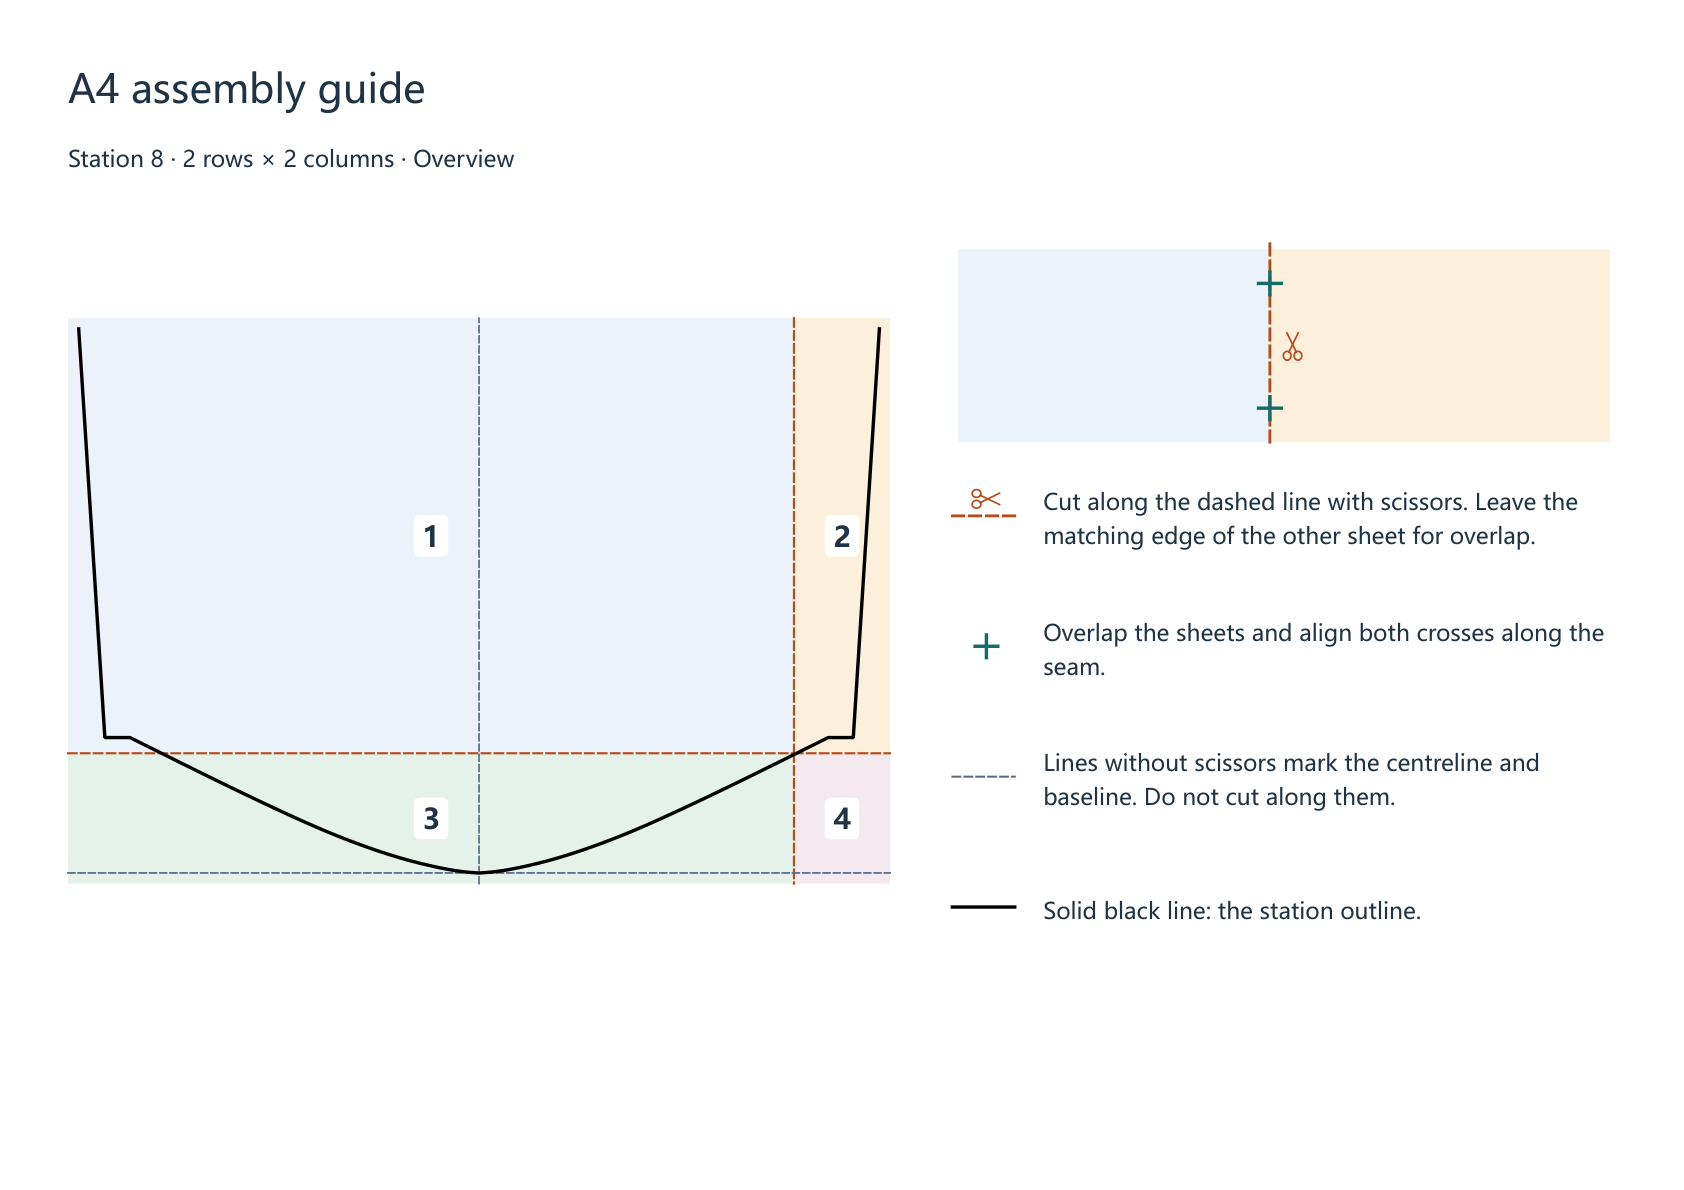 A4 assembly guide
Station 8 · 2 rows × 2 columns · Overview
1
2
3
4
Cut along the dashed line with scissors. Leave the
matching edge of the other sheet for overlap.
Overlap the sheets and align both crosses along the
seam.
Lines without scissors mark the centreline and
baseline. Do not cut along them.
Solid black line: the station outline.